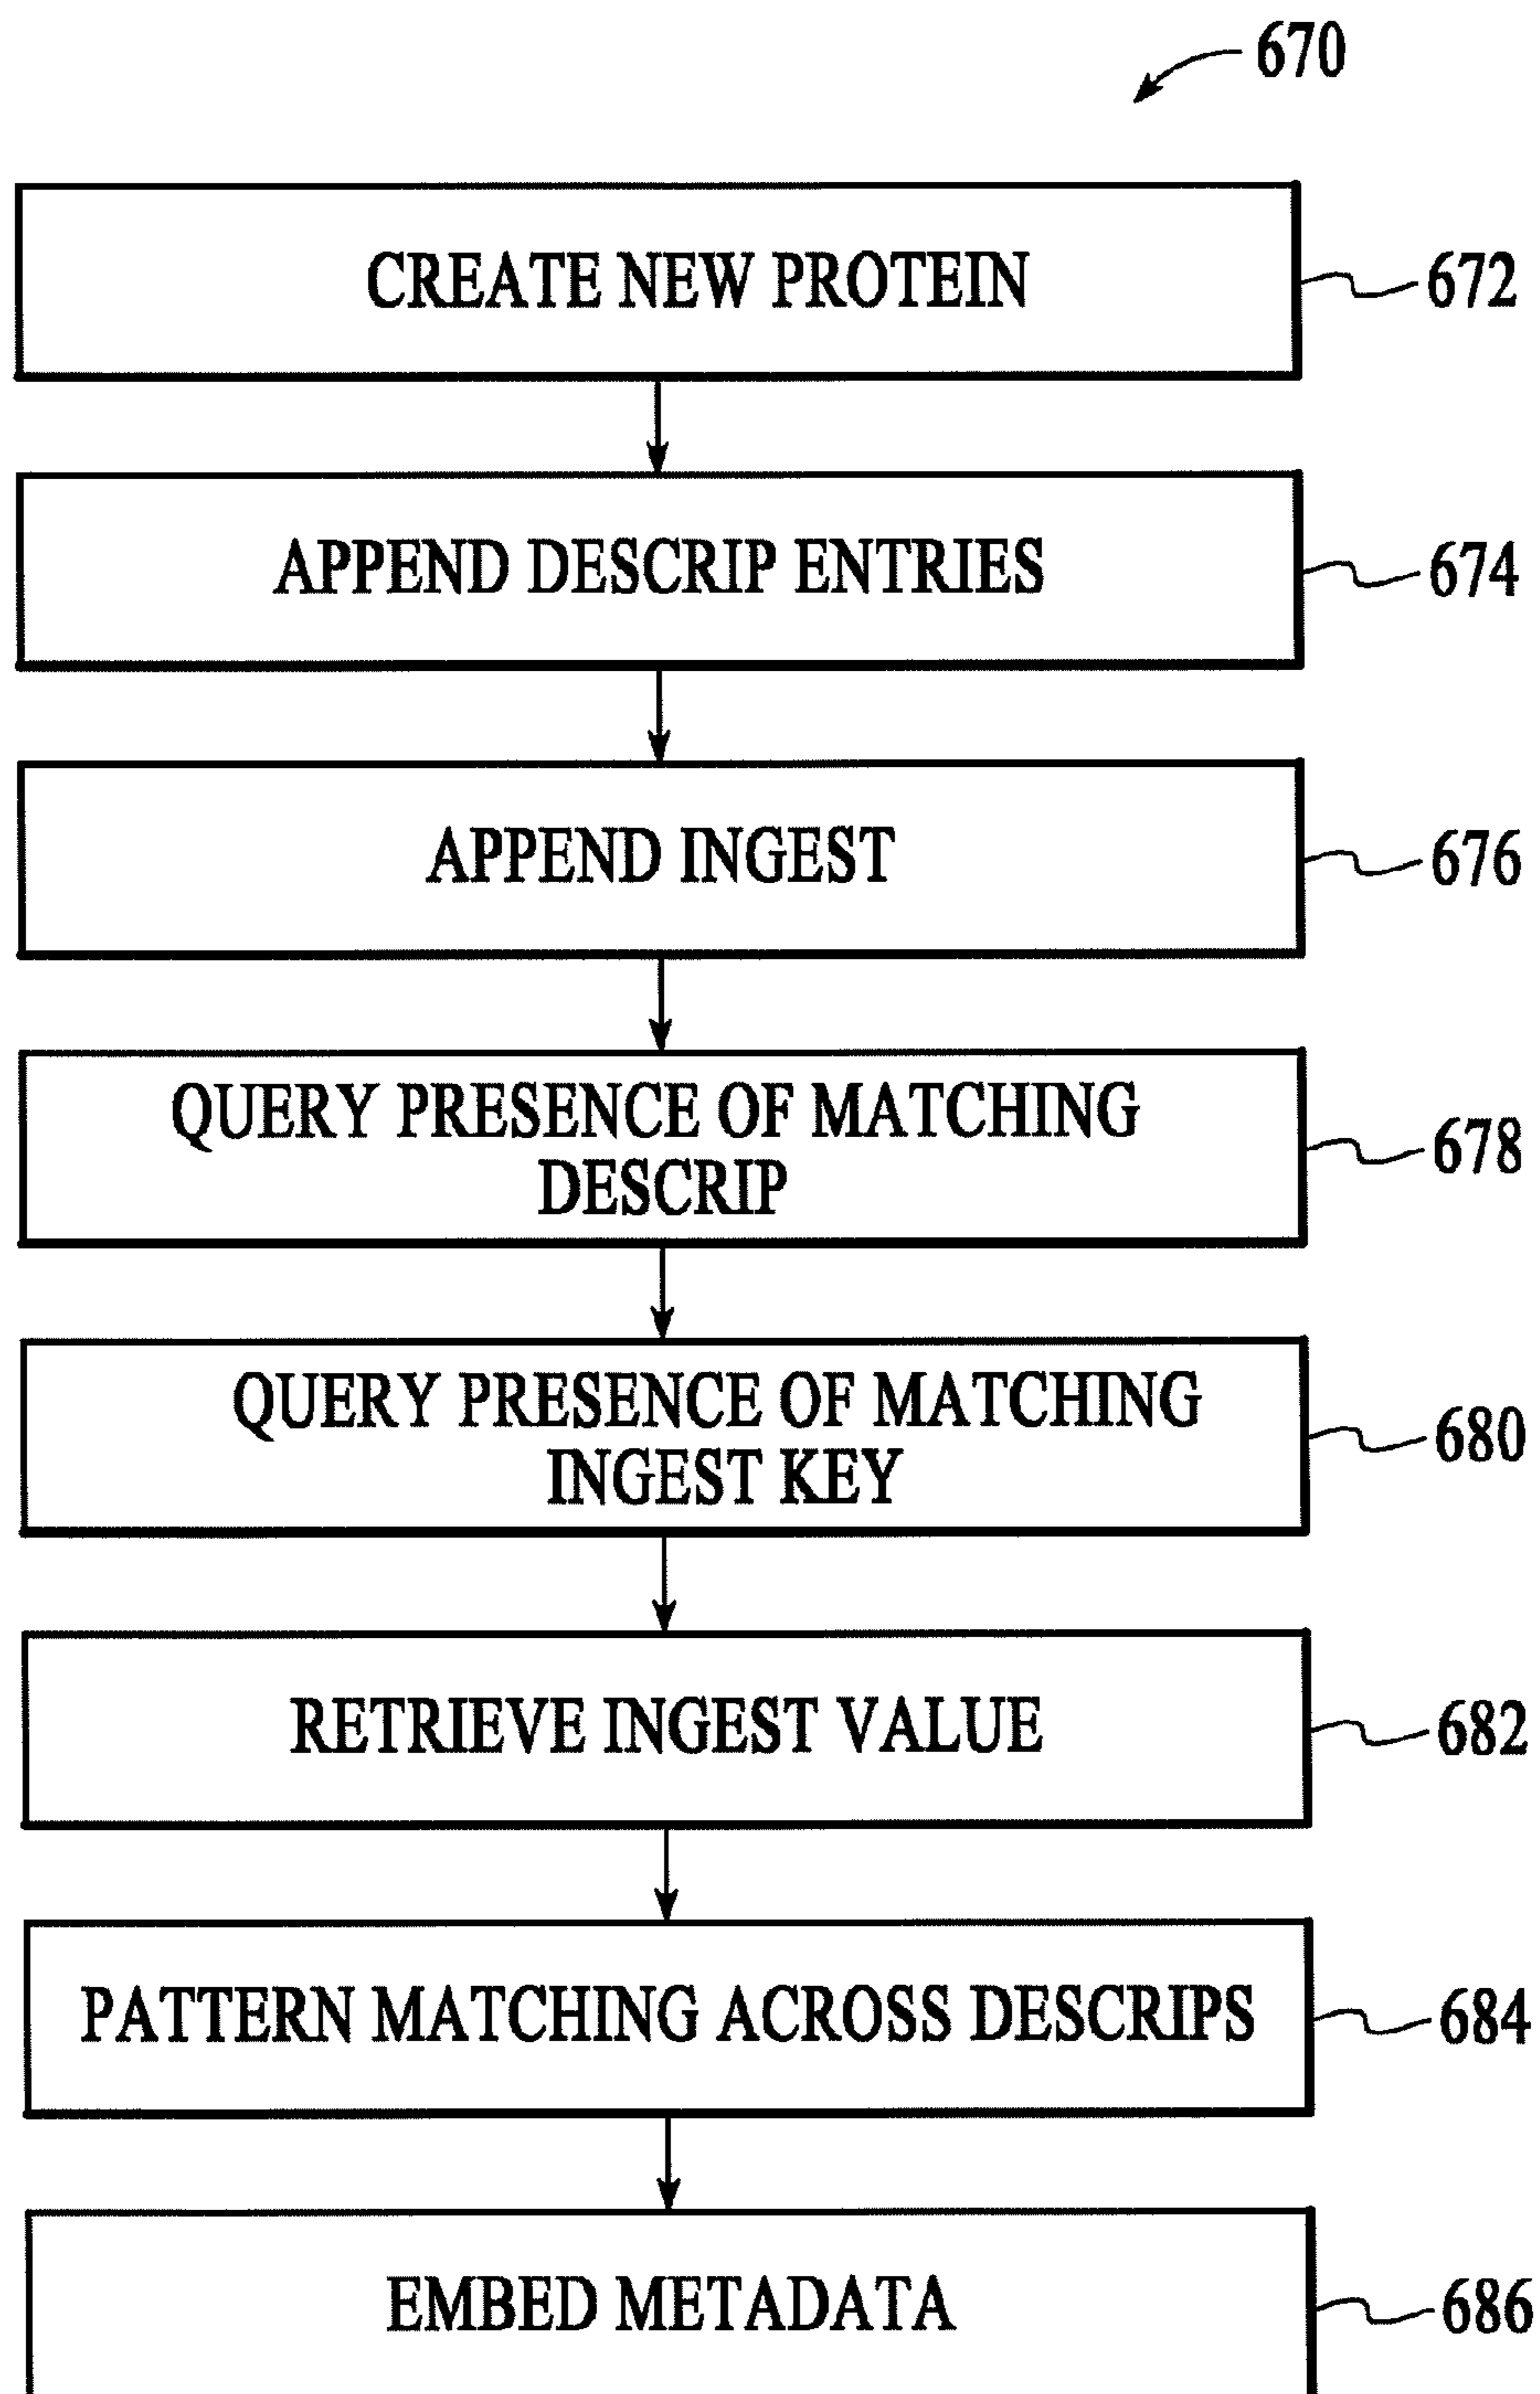 670
CREATE NEW PROTEIN
672
APPEND DESCRIP ENTRIES
674
APPEND INGEST
676
QUERY PRESENCE OF MATCHING
DESCRIP
678
QUERY PRESENCE OF MATCHING
INGEST KEY
680
RETRIEVE INGEST VALUE
682
PATTERN MATCHING ACROSS DESCRIPS
684
EMBED METADATA
686